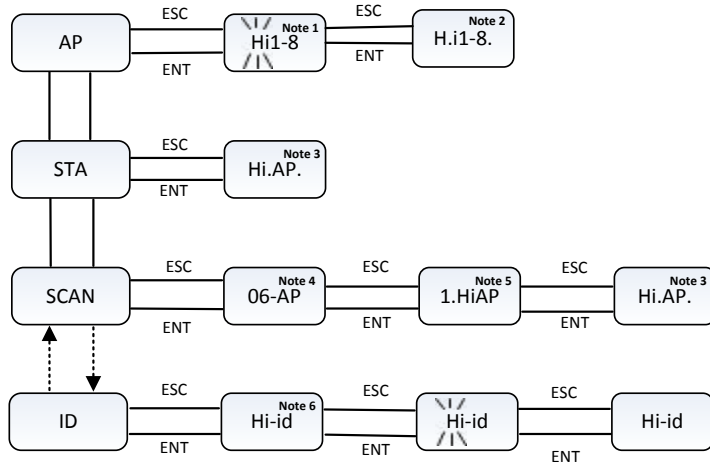 ESC
Note 1
ESC
Note 2
AP
Hi1-8
H.i1-8.
ENT
ENT
ESC
Note 3
STA
Hi.AP.
ENT
ESC
Note 4
ESC
Note 5
ESC
Note 3
SCAN
06-AP
1.HiAP
Hi.AP.
ENT
ENT
ENT
ESC
Note 6
ESC
ESC
ID
Hi-id
Hi-id
Hi-id
ENT
ENT
ENT